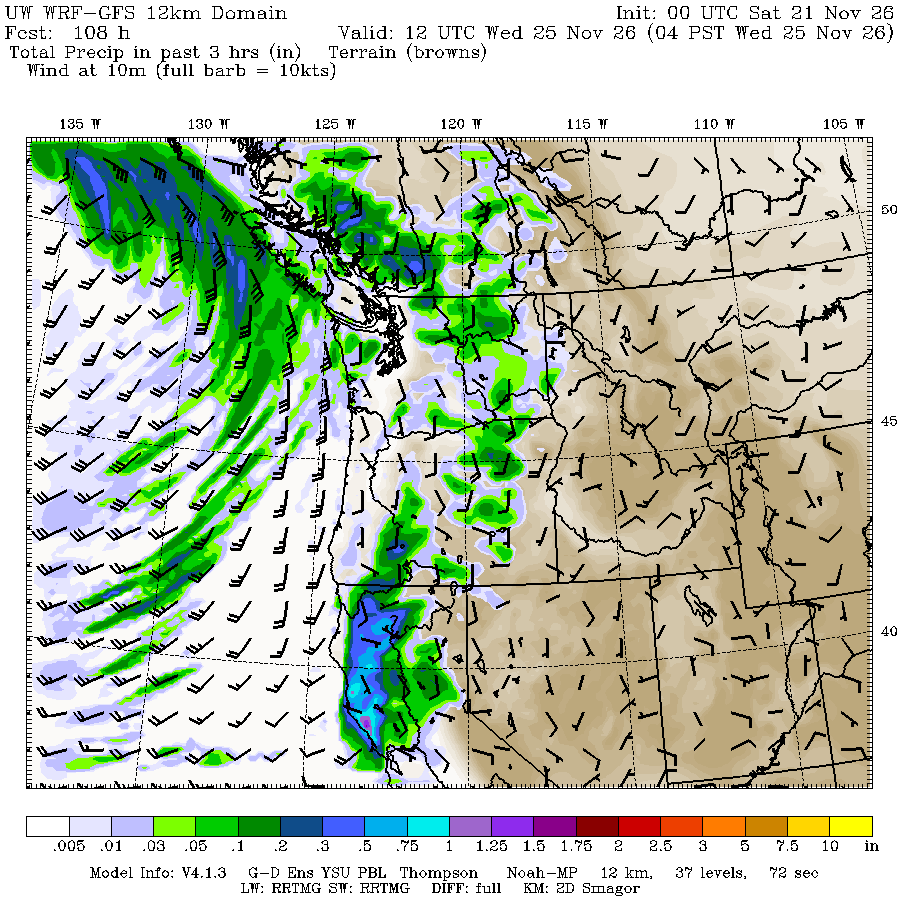 UW WRF-GFS 12km Domain Init: 00 UTC Sat 21 Nov 26
Fcst: 108 h Valid: 12 UTC Wed 25 Nov 26 (04 PST Wed 25 Nov 26)
Total Precip in past 3 hrs (in) Terrain (browns)
Wind at 10m (full barb = 10kts)
135 W 130 W 125 W 120 W 115 W 110 W 105 W
50
45
40
.005 .01 .03 .05 .1 .2 .3 .5 .75 1 1.25 1.5 1.75 2 2.5 3 5 7.5 10 in
Model Info: V4.1.3 G-D Ens YSU PBL Thompson Noah-MP 12 km, 37 levels, 72 sec
LW: RRTMG SW: RRTMG DIFF: full KM: 2D Smagor